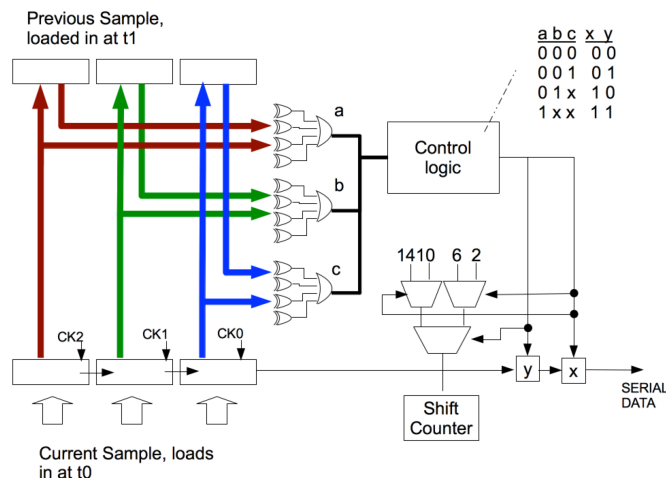 Previous Sample,
loaded in at t1
a b c x y
0 0 0 0 0
0 0 1 0 1
0 1 x 1 0
1 x x 1 1
a
Control
logic
b
c
14 10 6 2
CK2
CK1
CK0
y
x
SERIAL
DATA
Shift
Counter
Current Sample, loads
in at t0